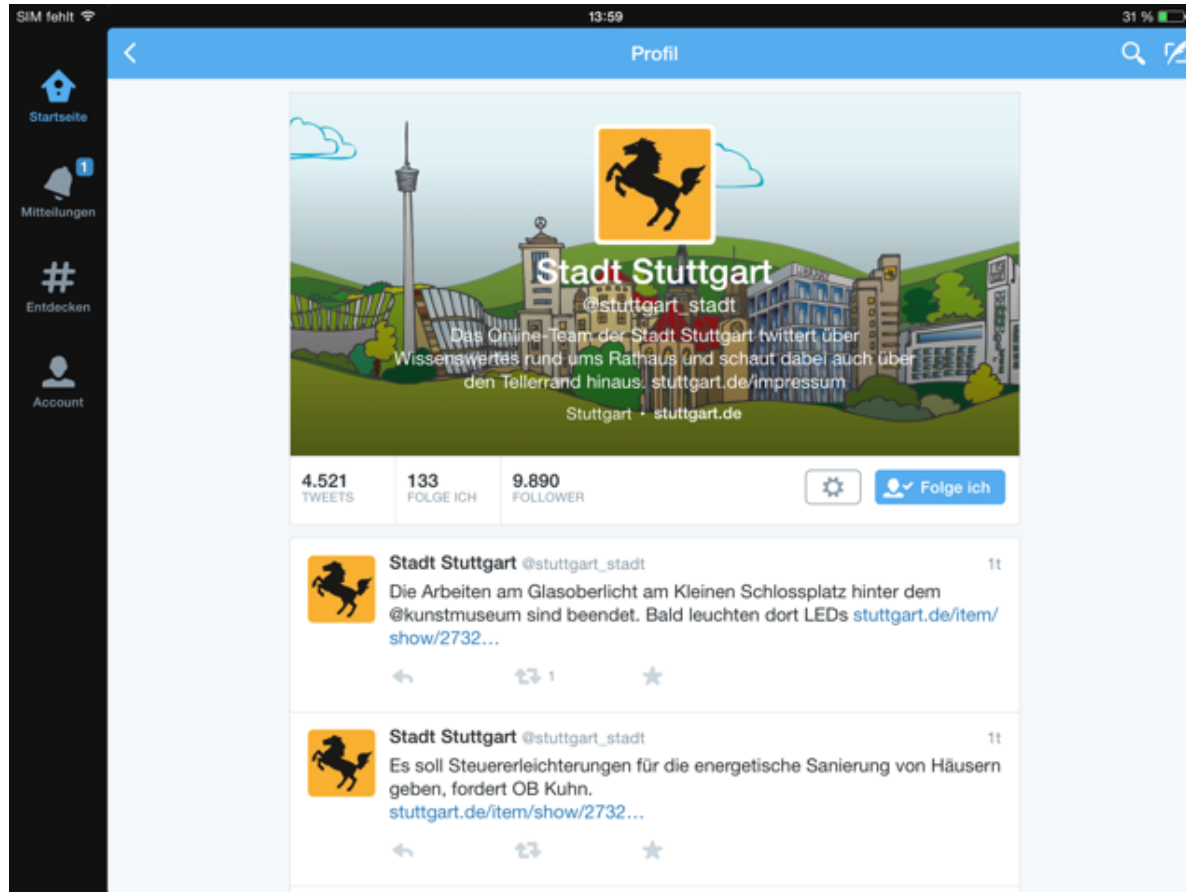 SIM fehlt
13:59
31 %
Profil
Startseite
1
Mitteilungen
Entdecken
Account
LIBRARY
Stadt Stuttgart
@stuttgart_stadt
Das Online-Team der Stadt Stuttgart twittert über
Wissenswertes rund ums Rathaus und schaut dabei auch über
den Tellerrand hinaus. stuttgart.de/impressum
Stuttgart • stuttgart.de
4.521
TWEETS
133
FOLGE ICH
9.890
FOLLOWER
Folge ich
Stadt Stuttgart @stuttgart_stadt 1t
Die Arbeiten am Glasoberlicht am Kleinen Schlossplatz hinter dem
@kunstmuseum sind beendet. Bald leuchten dort LEDs stuttgart.de/item/
show/2732…
1
Stadt Stuttgart @stuttgart_stadt 1t
Es soll Steuererleichterungen für die energetische Sanierung von Häusern
geben, fordert OB Kuhn.
stuttgart.de/item/show/2732…